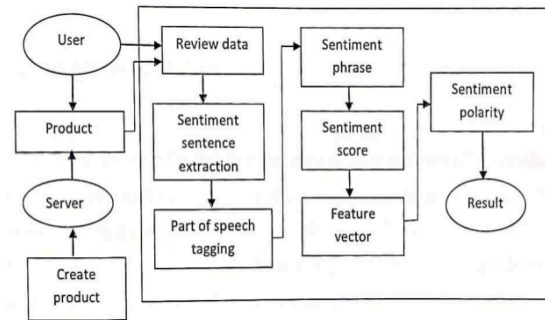 User
Product
Server
Create
product
Review data
Sentiment
sentence
extraction
Part of speech
tagging
Sentiment
phrase
Sentiment
score
Feature
vector
Sentiment
polarity
Result